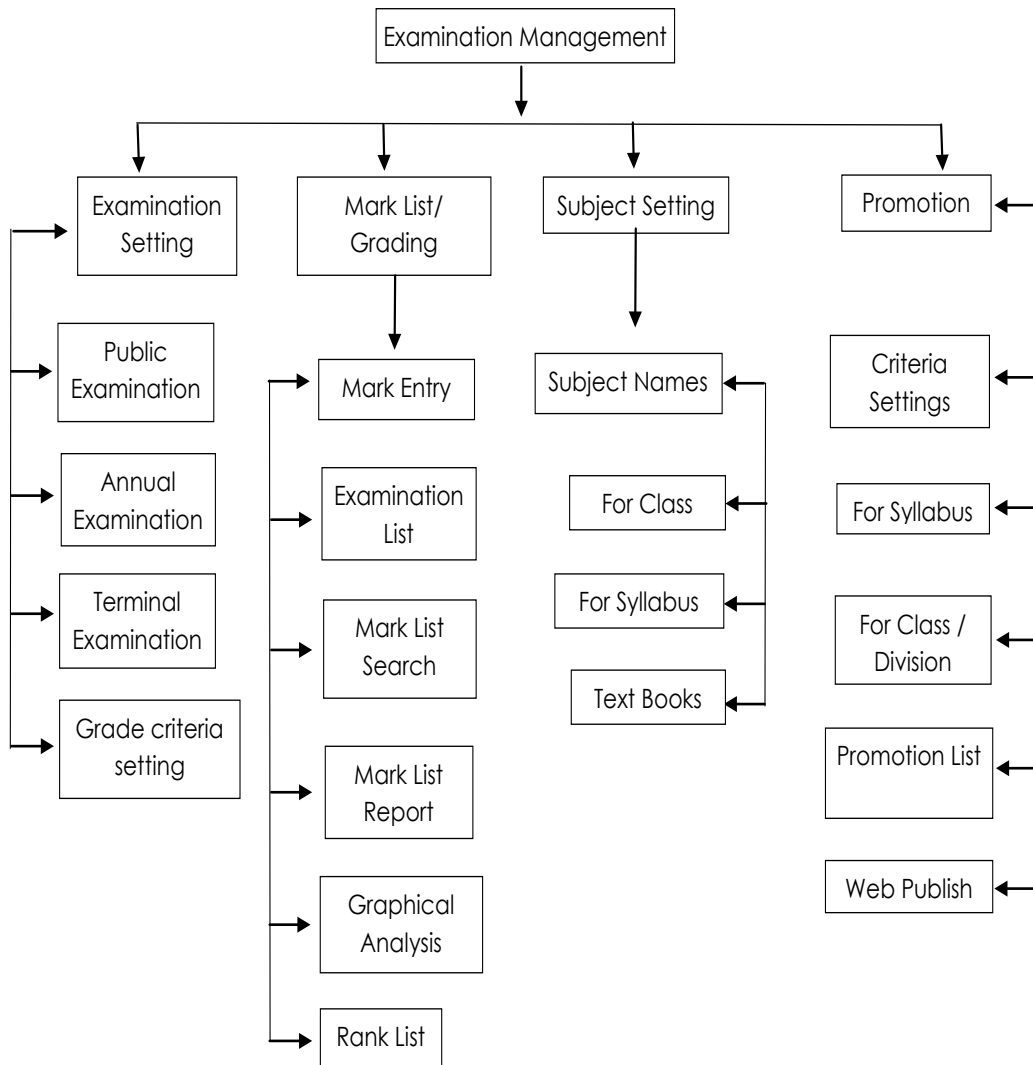 Examination Management
Examination
Setting
Mark List/
Grading
Subject Setting
Promotion
Public
Examination
Annual
Examination
Terminal
Examination
Grade criteria
setting
Mark Entry
Examination
List
Mark List
Search
Mark List
Report
Graphical
Analysis
Rank List
Subject Names
For Class
For Syllabus
Text Books
Criteria
Settings
For Syllabus
For Class /
Division
Promotion List
Web Publish